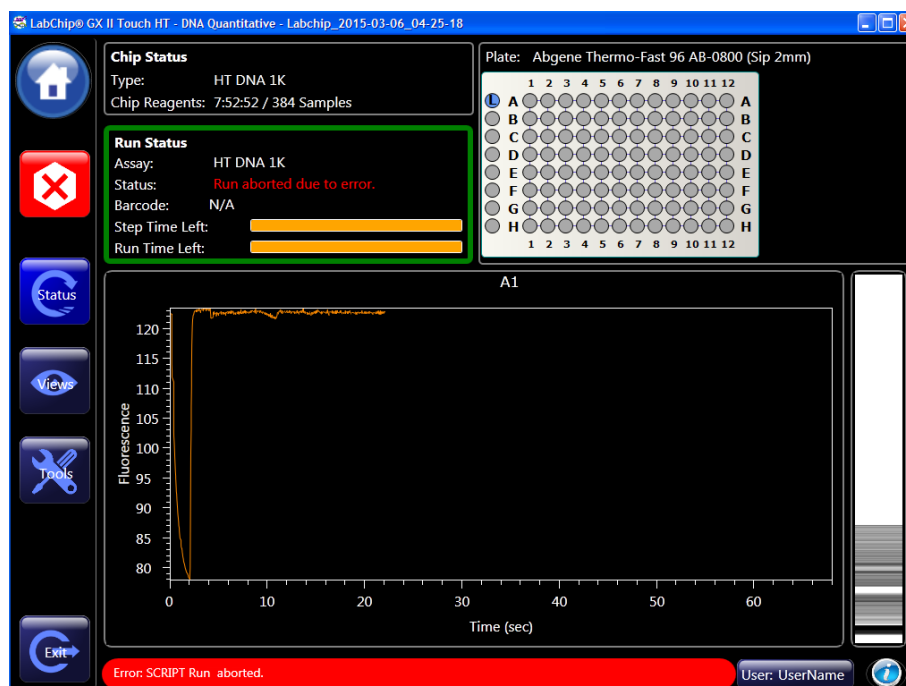 LabChip® GX II Touch HT - DNA Quantitative - Labchip_2015-03-06_04-25-18
Chip Status
Type: HT DNA 1K
Chip Reagents: 7:52:52 / 384 Samples
Run Status
Assay: HT DNA 1K
Status: Run aborted due to error.
Barcode: N/A
Step Time Left:
Run Time Left:
Plate: Abgene Thermo-Fast 96 AB-0800 (Sip 2mm)
1 2 3 4 5 6 7 8 9 10 11 12
L A A
B B
C C
D D
E E
F F
G G
H H
1 2 3 4 5 6 7 8 9 10 11 12
Status
Views
Tools
Exit
A1
Fluorescence
120
115
110
105
100
95
90
85
80
0 10 20 30 40 50 60
Time (sec)
Error: SCRIPT Run aborted.
User: UserName
i